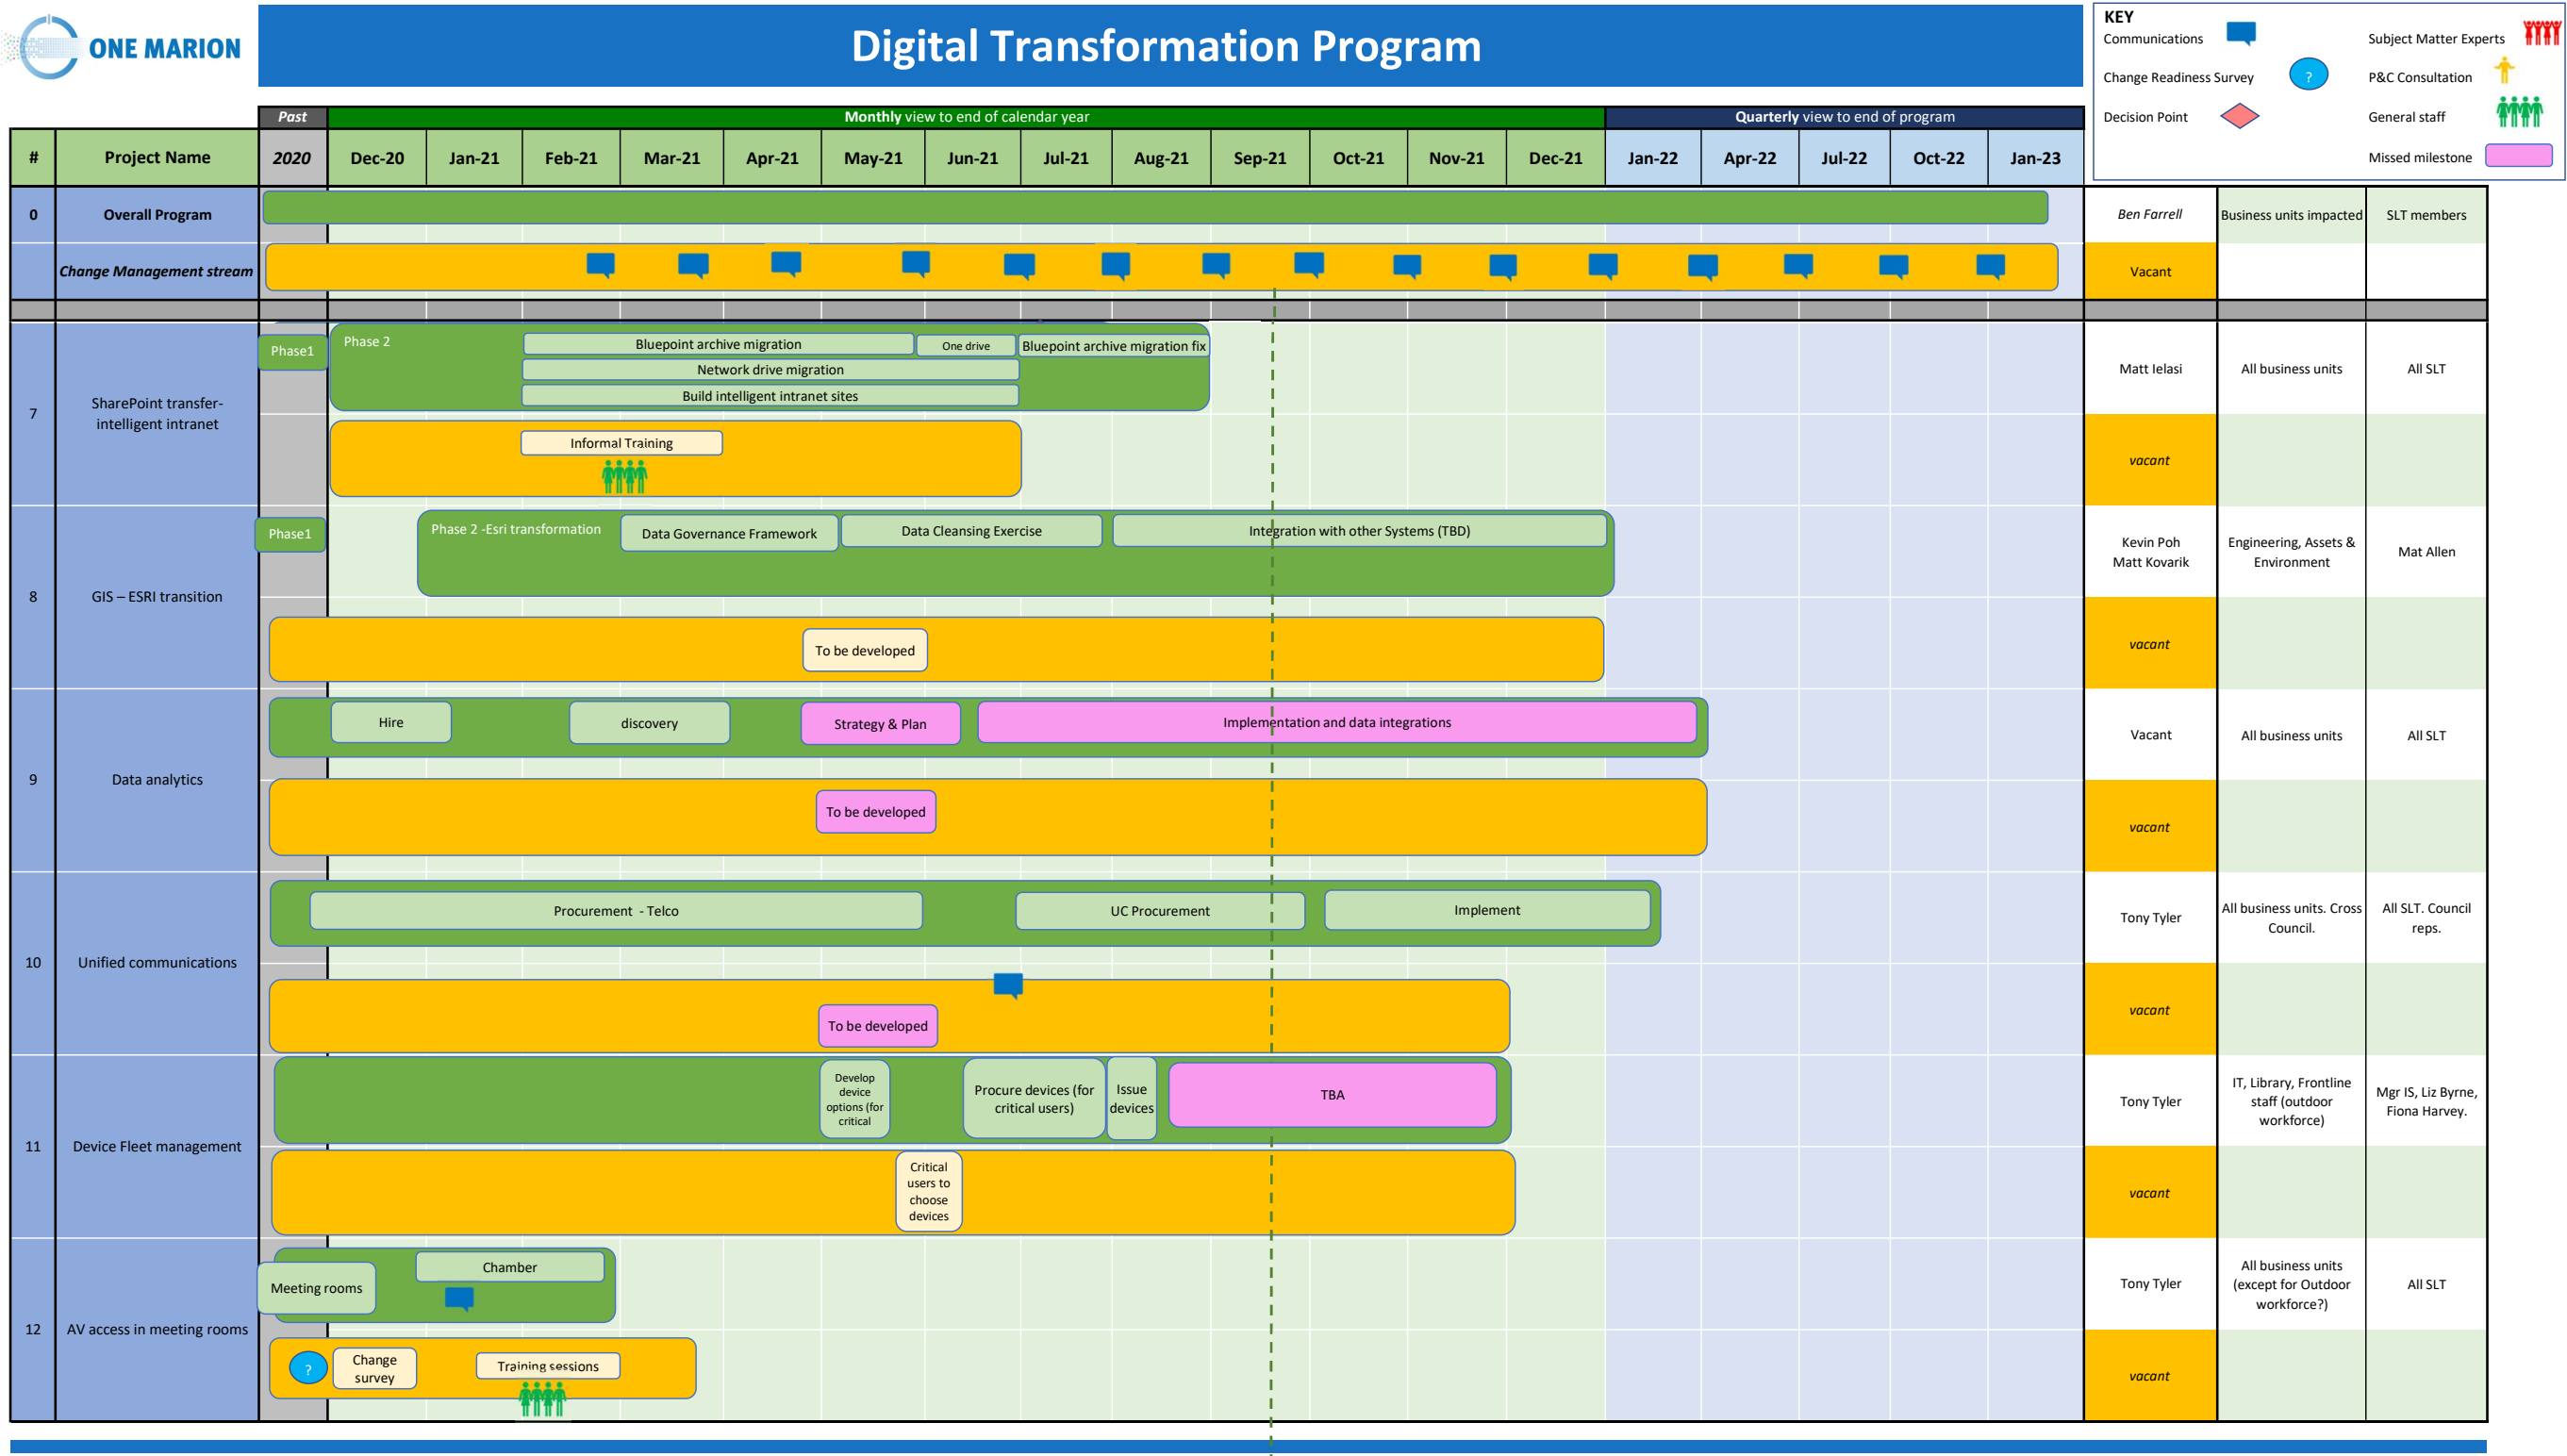 ONE MARION
Digital Transformation Program
KEY
Communications
Subject Matter Experts
Change Readiness Survey
?
P&C Consultation
Decision Point
General staff
Missed milestone
Past
Monthly view to end of calendar year
Quarterly view to end of program
#
Project Name
2020
Dec-20
Jan-21
Feb-21
Mar-21
Apr-21
May-21
Jun-21
Jul-21
Aug-21
Sep-21
Oct-21
Nov-21
Dec-21
Jan-22
Apr-22
Jul-22
Oct-22
Jan-23
0
Overall Program
Ben Farrell
Business units impacted
SLT members
Change Management stream
Vacant
7
SharePoint transfer-
intelligent intranet
Phase1
Phase 2
Bluepoint archive migration
One drive
Bluepoint archive migration fix
Network drive migration
Build intelligent intranet sites
Matt Ielasi
All business units
All SLT
Informal Training
vacant
8
GIS – ESRI transition
Phase1
Phase 2 -Esri transformation
Data Governance Framework
Data Cleansing Exercise
Integration with other Systems (TBD)
Kevin Poh
Matt Kovarik
Engineering, Assets &
Environment
Mat Allen
To be developed
vacant
9
Data analytics
Hire
discovery
Strategy & Plan
Implementation and data integrations
Vacant
All business units
All SLT
To be developed
vacant
10
Unified communications
Procurement - Telco
UC Procurement
Implement
Tony Tyler
All business units. Cross
Council.
All SLT. Council
reps.
To be developed
vacant
11
Device Fleet management
Develop
device
options (for
critical
Procure devices (for
critical users)
Issue
devices
TBA
Tony Tyler
IT, Library, Frontline
staff (outdoor
workforce)
Mgr IS, Liz Byrne,
Fiona Harvey.
Critical
users to
choose
devices
vacant
12
AV access in meeting rooms
Meeting rooms
Chamber
Tony Tyler
All business units
(except for Outdoor
workforce?)
All SLT
?
Change
survey
Training sessions
vacant